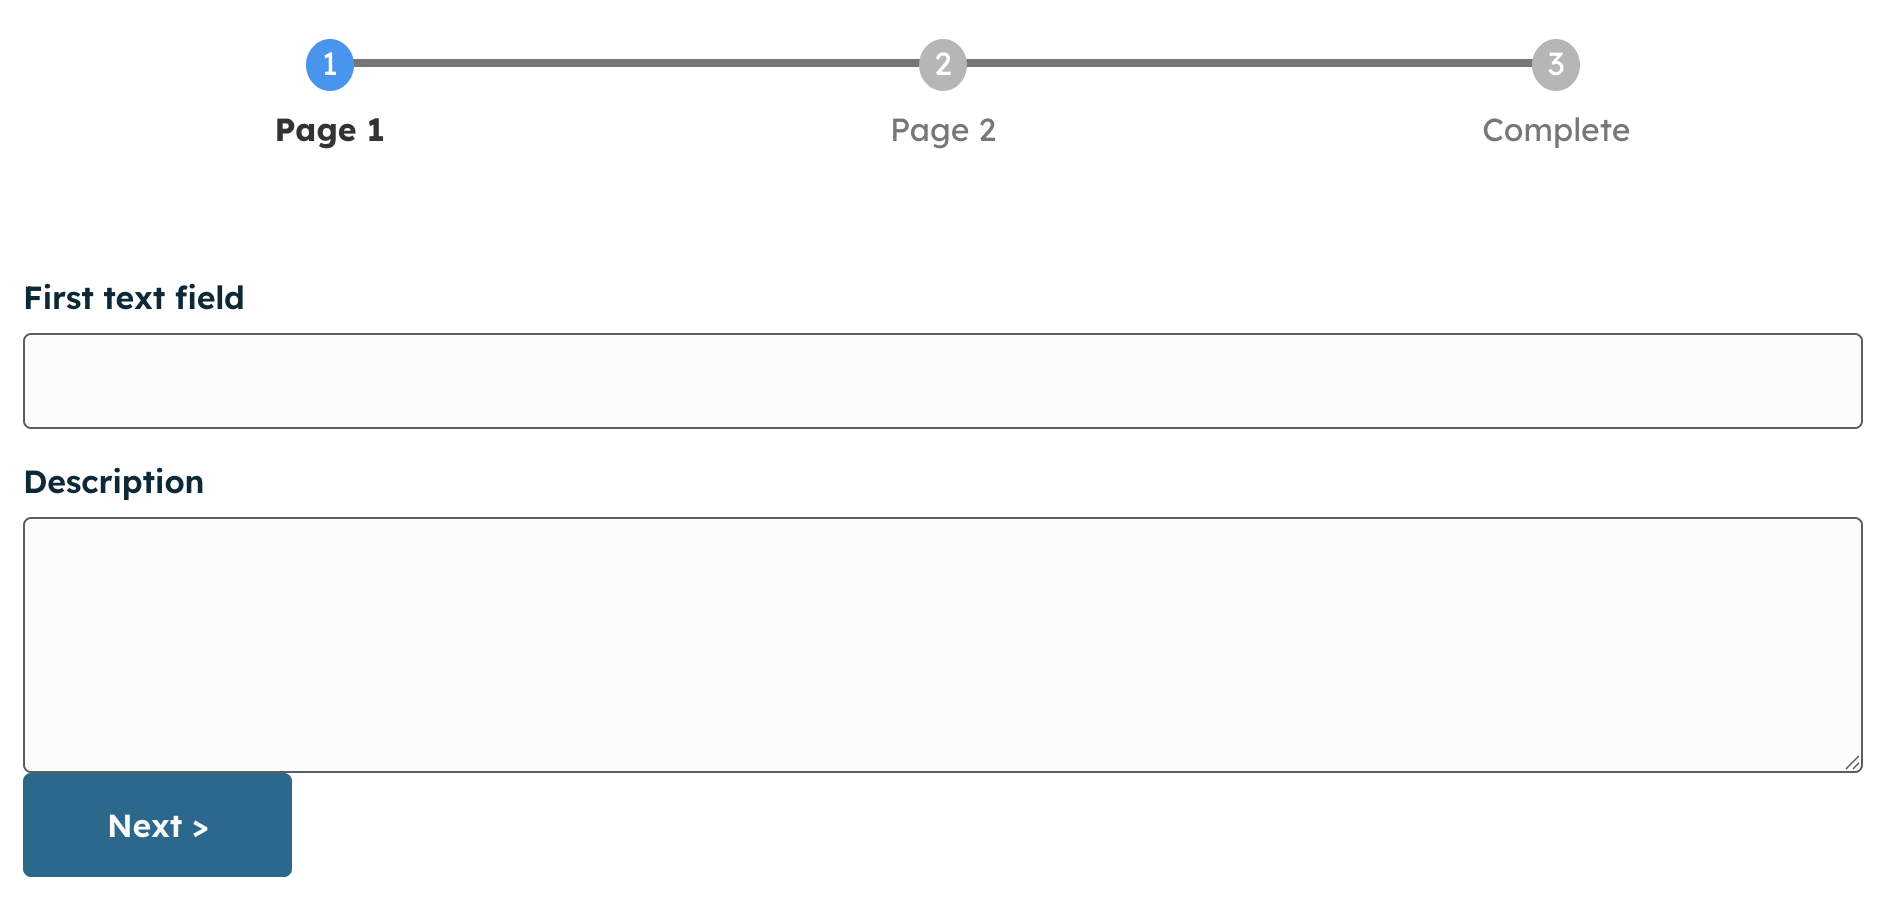 1 2 3
Page 1 Page 2 Complete
First text field
Description
Next >